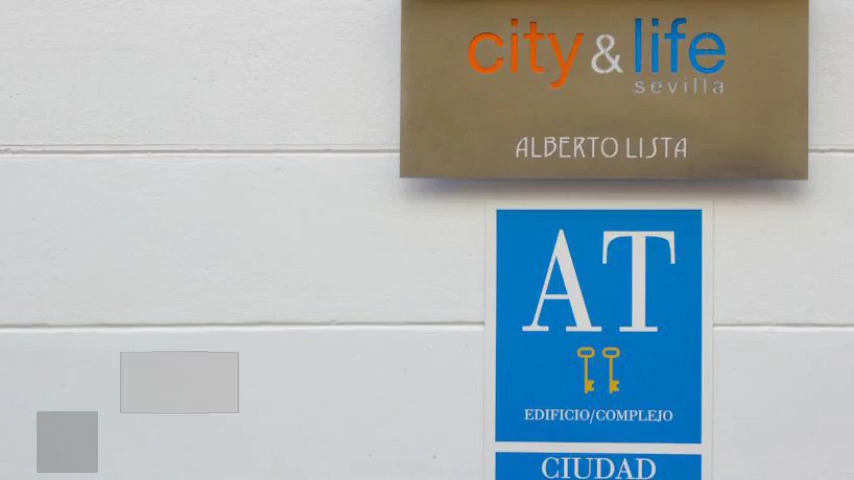 city & life
sevilla
ALBERTO LISTA
AT
EDIFICIO/COMPLEJO
CIUDAD